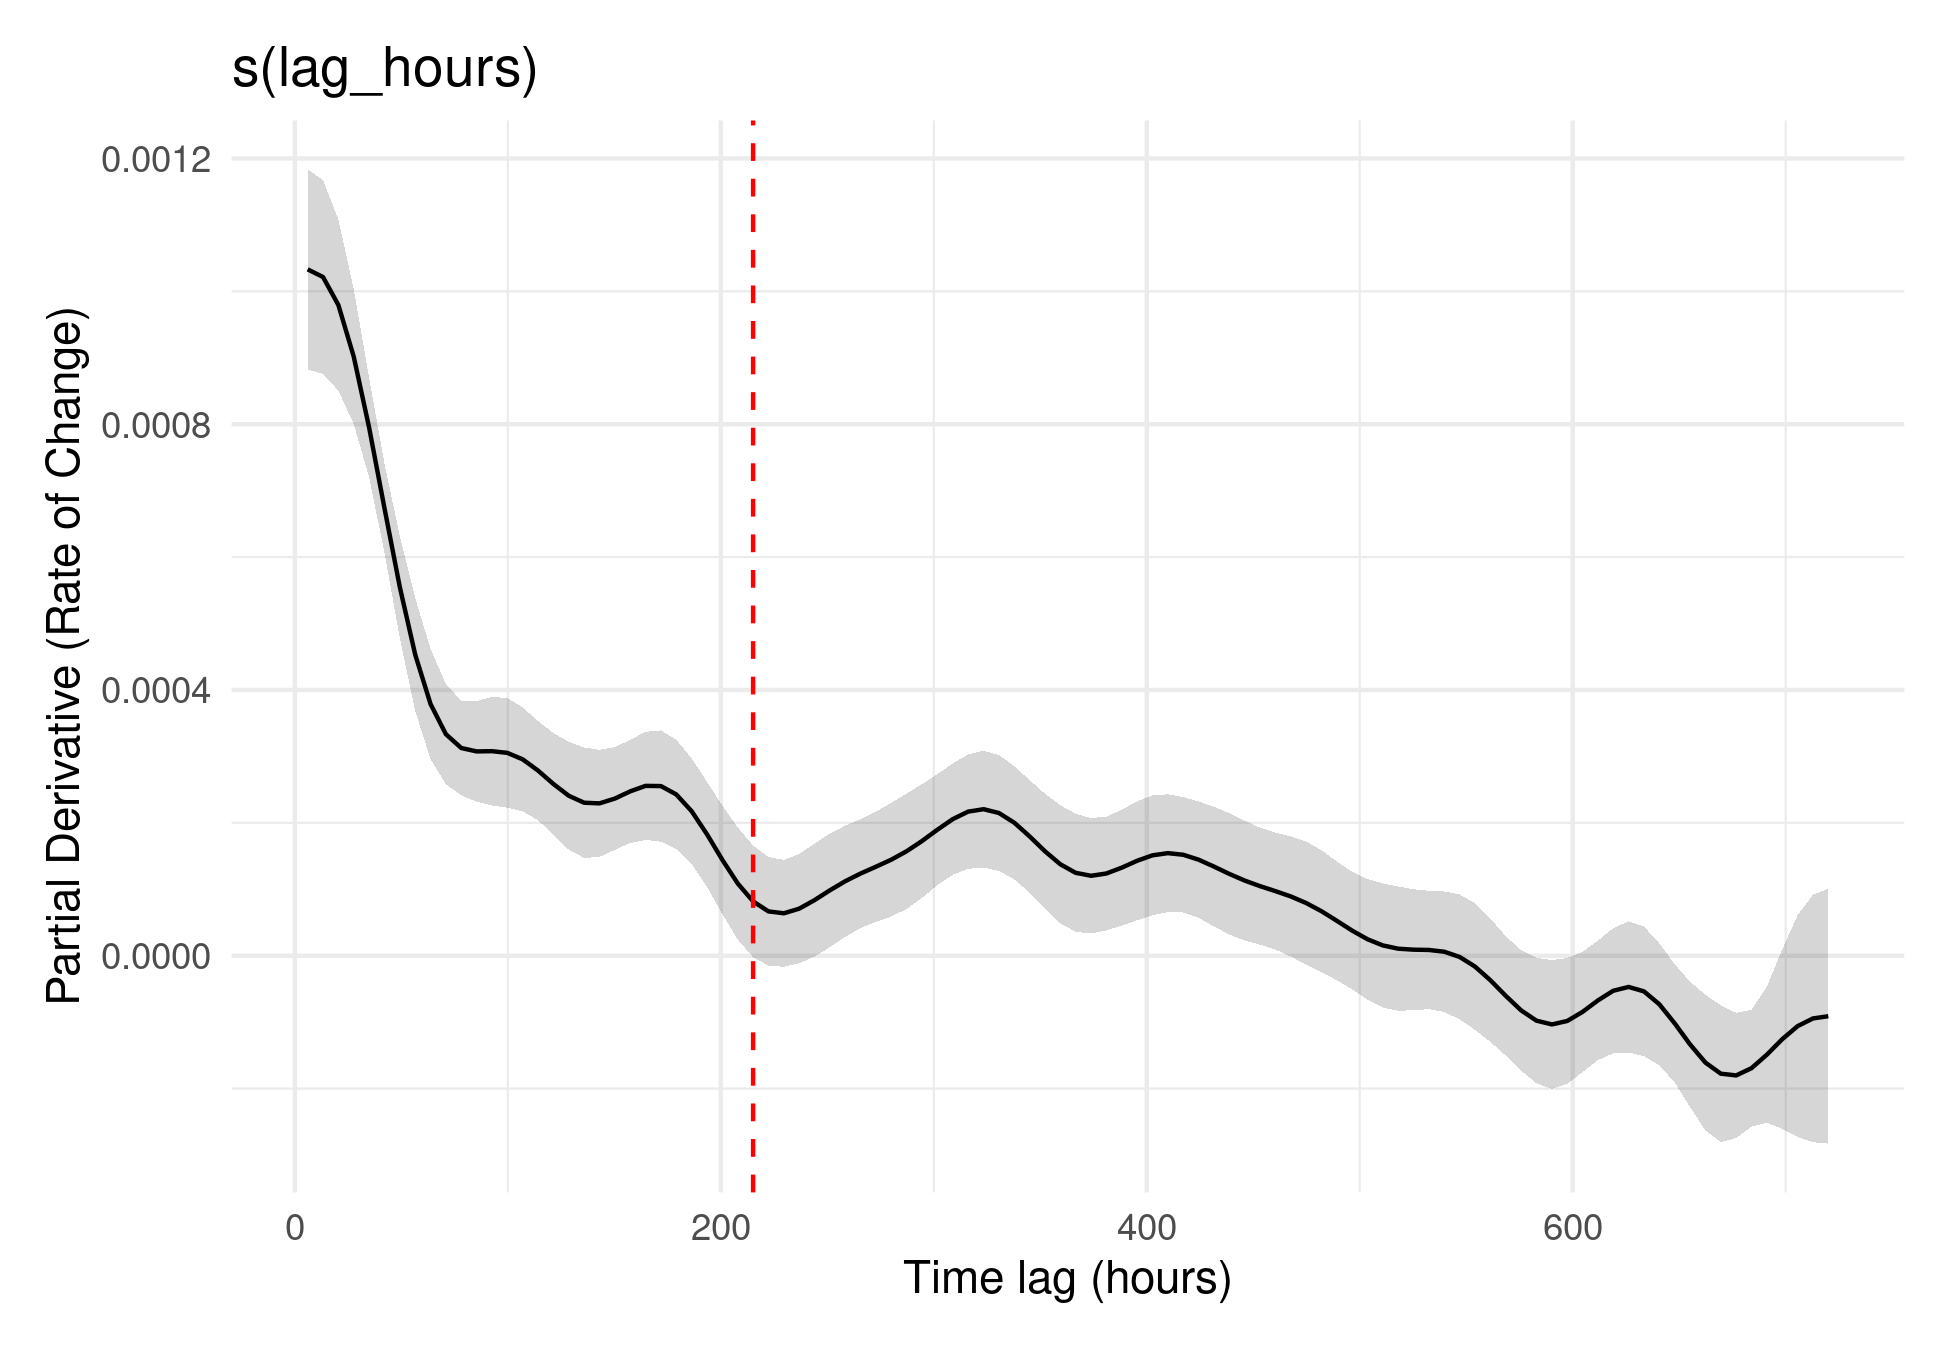 s(lag_hours)
0.0012
0.0008
0.0004
0.0000
Partial Derivative (Rate of Change)
0
200
400
600
Time lag (hours)